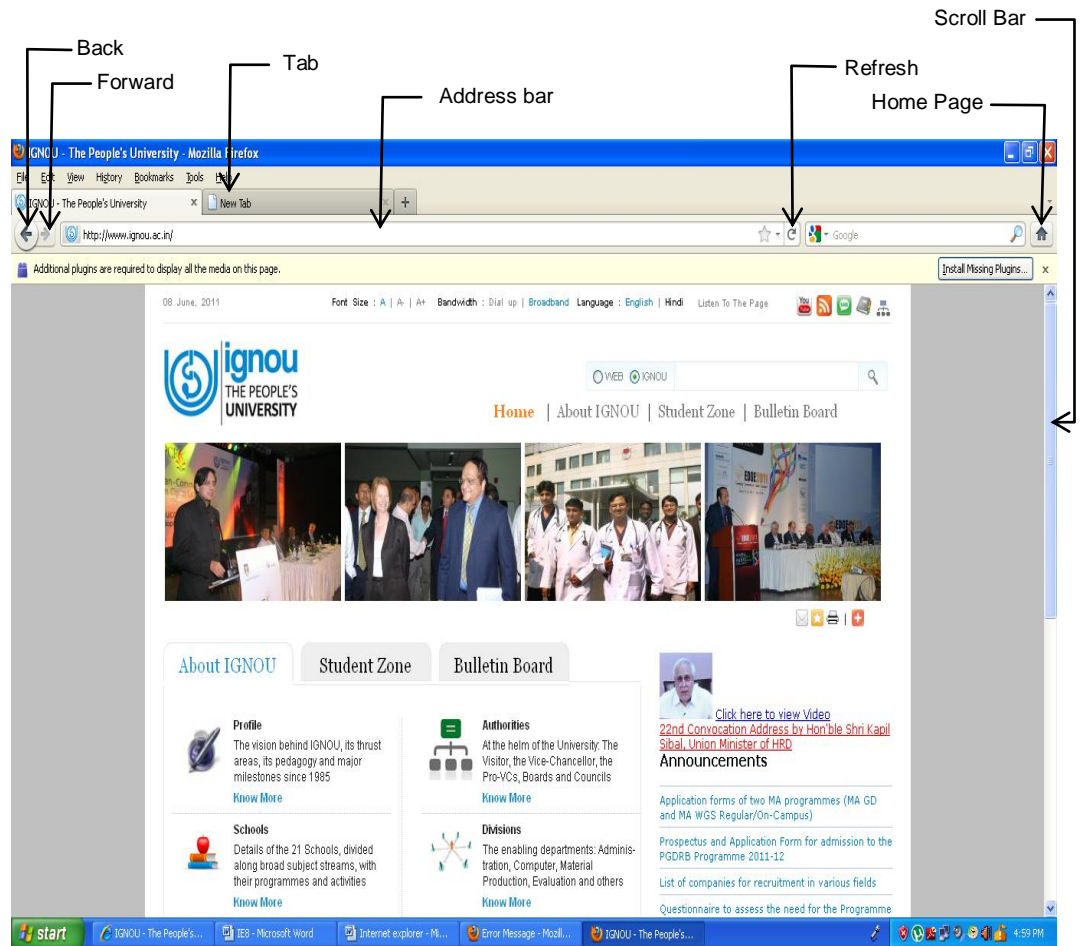 Scroll Bar
Back
Tab
Forward
Refresh
Address bar
Home Page
IGNOU - The People's University - Mozilla Firefox
File Edit View History Bookmarks Tools Help
IGNOU - The People's University x New Tab x +
http://www.ignou.ac.in/ Google
Additional plugins are required to display all the media on this page. Install Missing Plugins... x
08 June, 2011 Font Size : A | A- | A+ Bandwidth : Dial up | Broadband Language : English | Hindi Listen To The Page You Tube
ignou
THE PEOPLE'S
UNIVERSITY
WEB IGNOU
Home | About IGNOU | Student Zone | Bulletin Board
EDGE2011
About IGNOU Student Zone Bulletin Board
Click here to view Video
22nd Convocation Address by Hon'ble Shri Kapil
Sibal, Union Minister of HRD
Announcements
Profile
The vision behind IGNOU, its thrust
areas, its pedagogy and major
milestones since 1985
Know More
Authorities
At the helm of the University: The
Visitor, the Vice-Chancellor, the
Pro-VCs, Boards and Councils
Know More
Schools
Details of the 21 Schools, divided
along broad subject streams, with
their programmes and activities
Know More
Divisions
The enabling departments: Adminis-
tration, Computer, Material
Production, Evaluation and others
Know More
Application forms of two MA programmes (MA GD
and MA WGS Regular/On-Campus)
Prospectus and Application Form for admission to the
PGDRB Programme 2011-12
List of companies for recruitment in various fields
Questionnaire to assess the need for the Programme
start IGNOU - The People's... IE8 - Microsoft Word Internet explorer - Mi... Error Message - Mozill... IGNOU - The People's... 4:59 PM